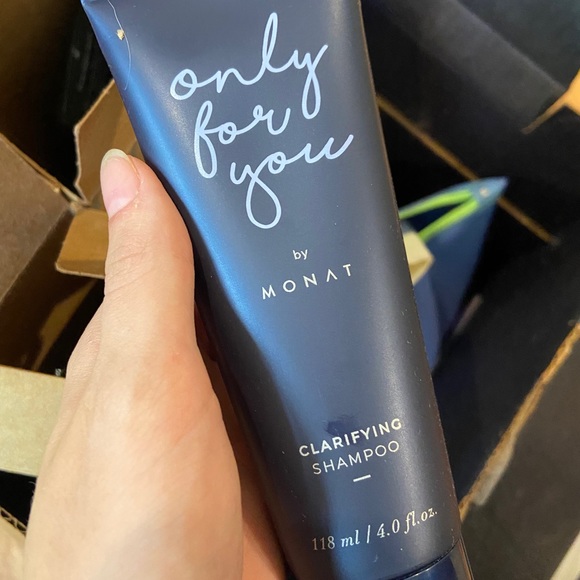 only
for
you
by
MONAT
CLARIFYING
SHAMPOO
118 ml / 4.0 fl.oz.